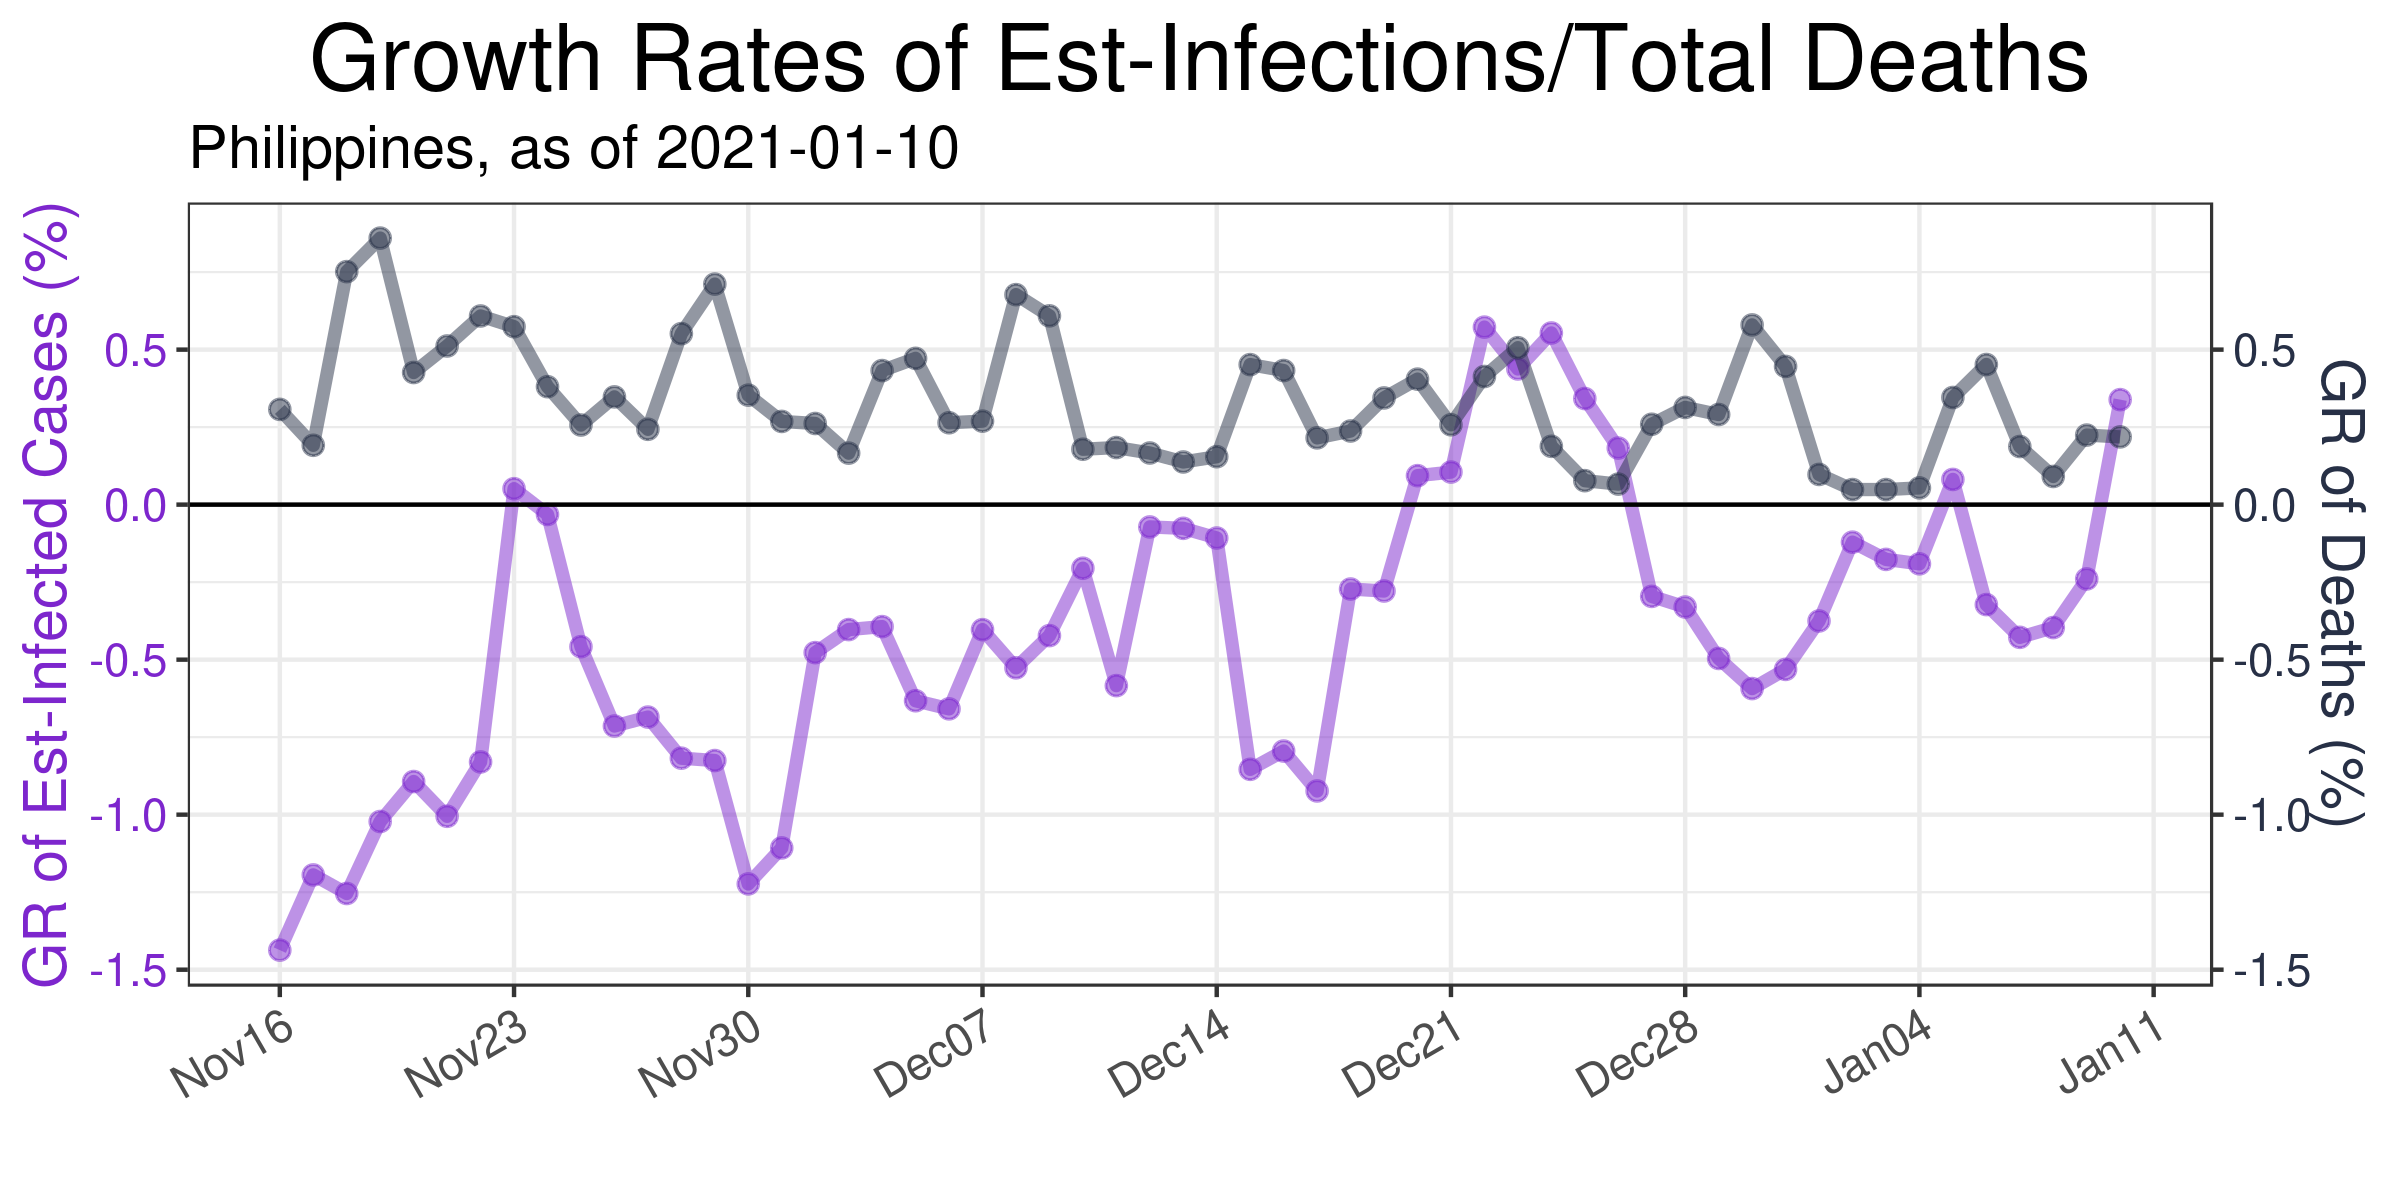 Growth Rates of Est-Infections/Total Deaths
Philippines, as of 2021-01-10
GR of Est-Infected Cases (%)
0.5
0.0
-0.5
-1.0
-1.5
0.5
0.0
-0.5
-1.0
-1.5
GR of Deaths (%)
Nov16
Nov23
Nov30
Dec07
Dec14
Dec21
Dec28
Jan04
Jan11